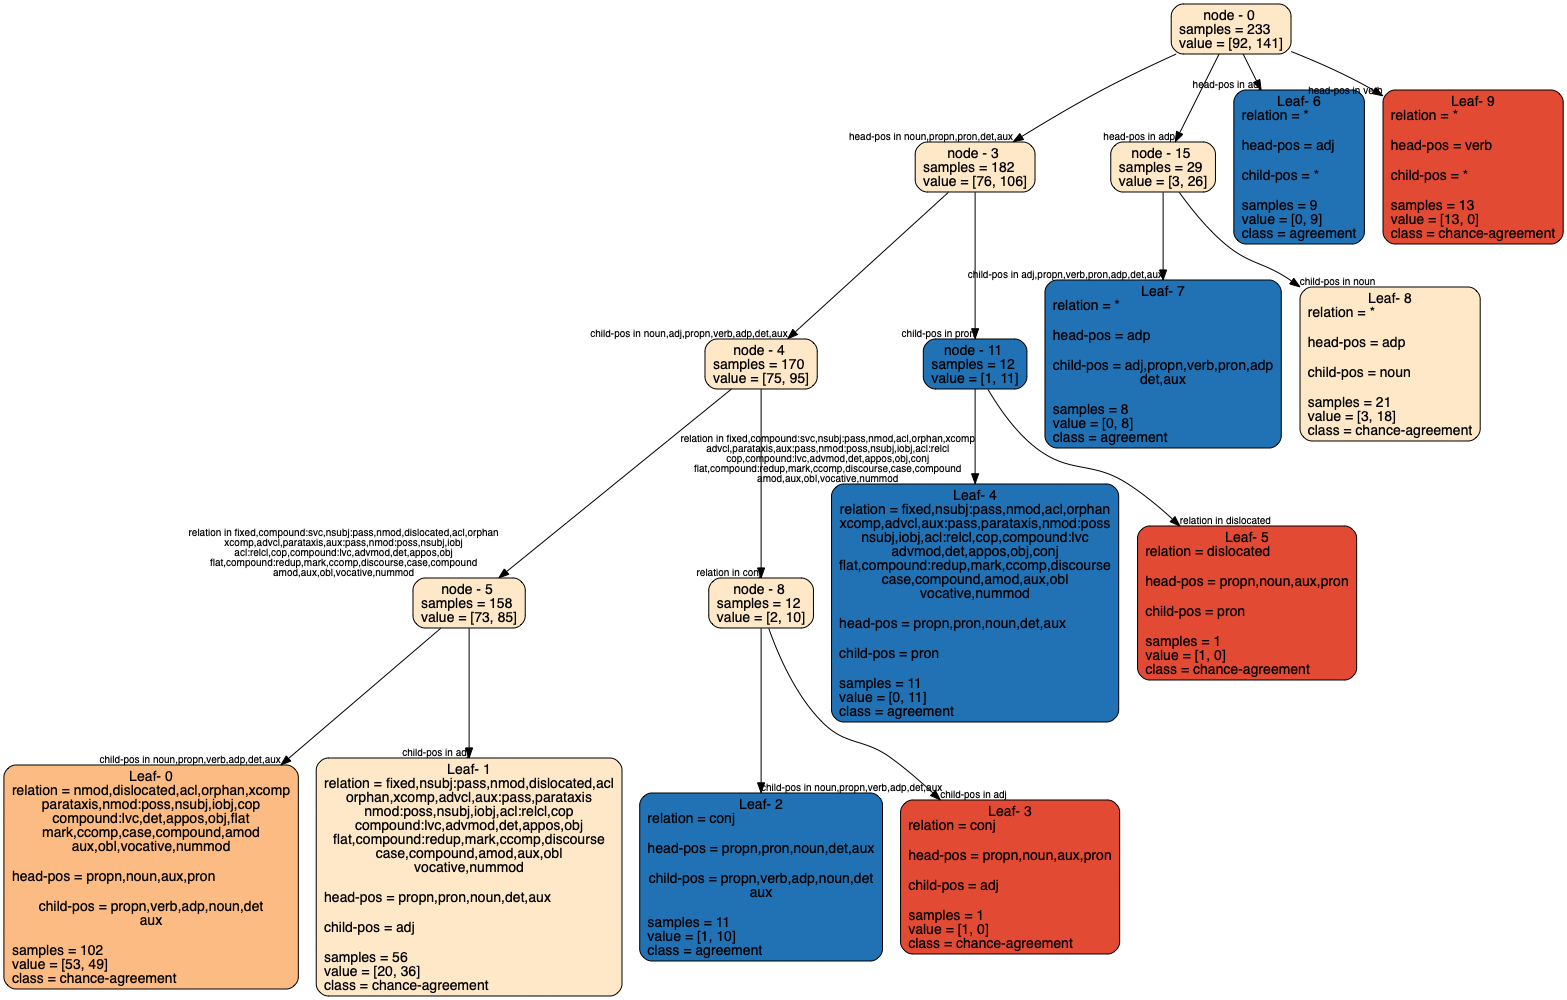 node - 0
samples = 233
value = [92, 141]
head-pos in noun,propn,pron,det,aux
head-pos in adp
head-pos in adj
head-pos in verb
node - 3
samples = 182
value = [76, 106]
node - 15
samples = 29
value = [3, 26]
Leaf- 6
relation = *
head-pos = adj
child-pos = *
samples = 9
value = [0, 9]
class = agreement
Leaf- 9
relation = *
head-pos = verb
child-pos = *
samples = 13
value = [13, 0]
class = chance-agreement
child-pos in noun,adj,propn,verb,adp,det,aux
child-pos in pron
child-pos in adj,propn,verb,pron,adp,det,aux
child-pos in noun
node - 4
samples = 170
value = [75, 95]
node - 11
samples = 12
value = [1, 11]
Leaf- 7
relation = *
head-pos = adp
child-pos = adj,propn,verb,pron,adp
det,aux
samples = 8
value = [0, 8]
class = agreement
Leaf- 8
relation = *
head-pos = adp
child-pos = noun
samples = 21
value = [3, 18]
class = chance-agreement
relation in fixed,compound:svc,nsubj:pass,nmod,dislocated,acl,orphan
xcomp,advcl,parataxis,aux:pass,nmod:poss,nsubj,iobj
acl:relcl,cop,compound:lvc,advmod,det,appos,obj
flat,compound:redup,mark,ccomp,discourse,case,compound
amod,aux,obl,vocative,nummod
relation in conj
relation in fixed,compound:svc,nsubj:pass,nmod,acl,orphan,xcomp
advcl,parataxis,aux:pass,nmod:poss,nsubj,iobj,acl:relcl
cop,compound:lvc,advmod,det,appos,obj,conj
flat,compound:redup,mark,ccomp,discourse,case,compound
amod,aux,obl,vocative,nummod
relation in dislocated
node - 5
samples = 158
value = [73, 85]
node - 8
samples = 12
value = [2, 10]
Leaf- 4
relation = fixed,nsubj:pass,nmod,acl,orphan
xcomp,advcl,aux:pass,parataxis,nmod:poss
nsubj,iobj,acl:relcl,cop,compound:lvc
advmod,det,appos,obj,conj
flat,compound:redup,mark,ccomp,discourse
case,compound,amod,aux,obl
vocative,nummod
head-pos = propn,pron,noun,det,aux
child-pos = pron
samples = 11
value = [0, 11]
class = agreement
Leaf- 5
relation = dislocated
head-pos = propn,noun,aux,pron
child-pos = pron
samples = 1
value = [1, 0]
class = chance-agreement
child-pos in noun,propn,verb,adp,det,aux
child-pos in adj
child-pos in noun,propn,verb,adp,det,aux
child-pos in adj
Leaf- 0
relation = nmod,dislocated,acl,orphan,xcomp
parataxis,nmod:poss,nsubj,iobj,cop
compound:lvc,det,appos,obj,flat
mark,ccomp,case,compound,amod
aux,obl,vocative,nummod
head-pos = propn,noun,aux,pron
child-pos = propn,verb,adp,noun,det
aux
samples = 102
value = [53, 49]
class = chance-agreement
Leaf- 1
relation = fixed,nsubj:pass,nmod,dislocated,acl
orphan,xcomp,advcl,aux:pass,parataxis
nmod:poss,nsubj,iobj,acl:relcl,cop
compound:lvc,advmod,det,appos,obj
flat,compound:redup,mark,ccomp,discourse
case,compound,amod,aux,obl
vocative,nummod
head-pos = propn,pron,noun,det,aux
child-pos = adj
samples = 56
value = [20, 36]
class = chance-agreement
Leaf- 2
relation = conj
head-pos = propn,pron,noun,det,aux
child-pos = propn,verb,adp,noun,det
aux
samples = 11
value = [1, 10]
class = agreement
Leaf- 3
relation = conj
head-pos = propn,noun,aux,pron
child-pos = adj
samples = 1
value = [1, 0]
class = chance-agreement